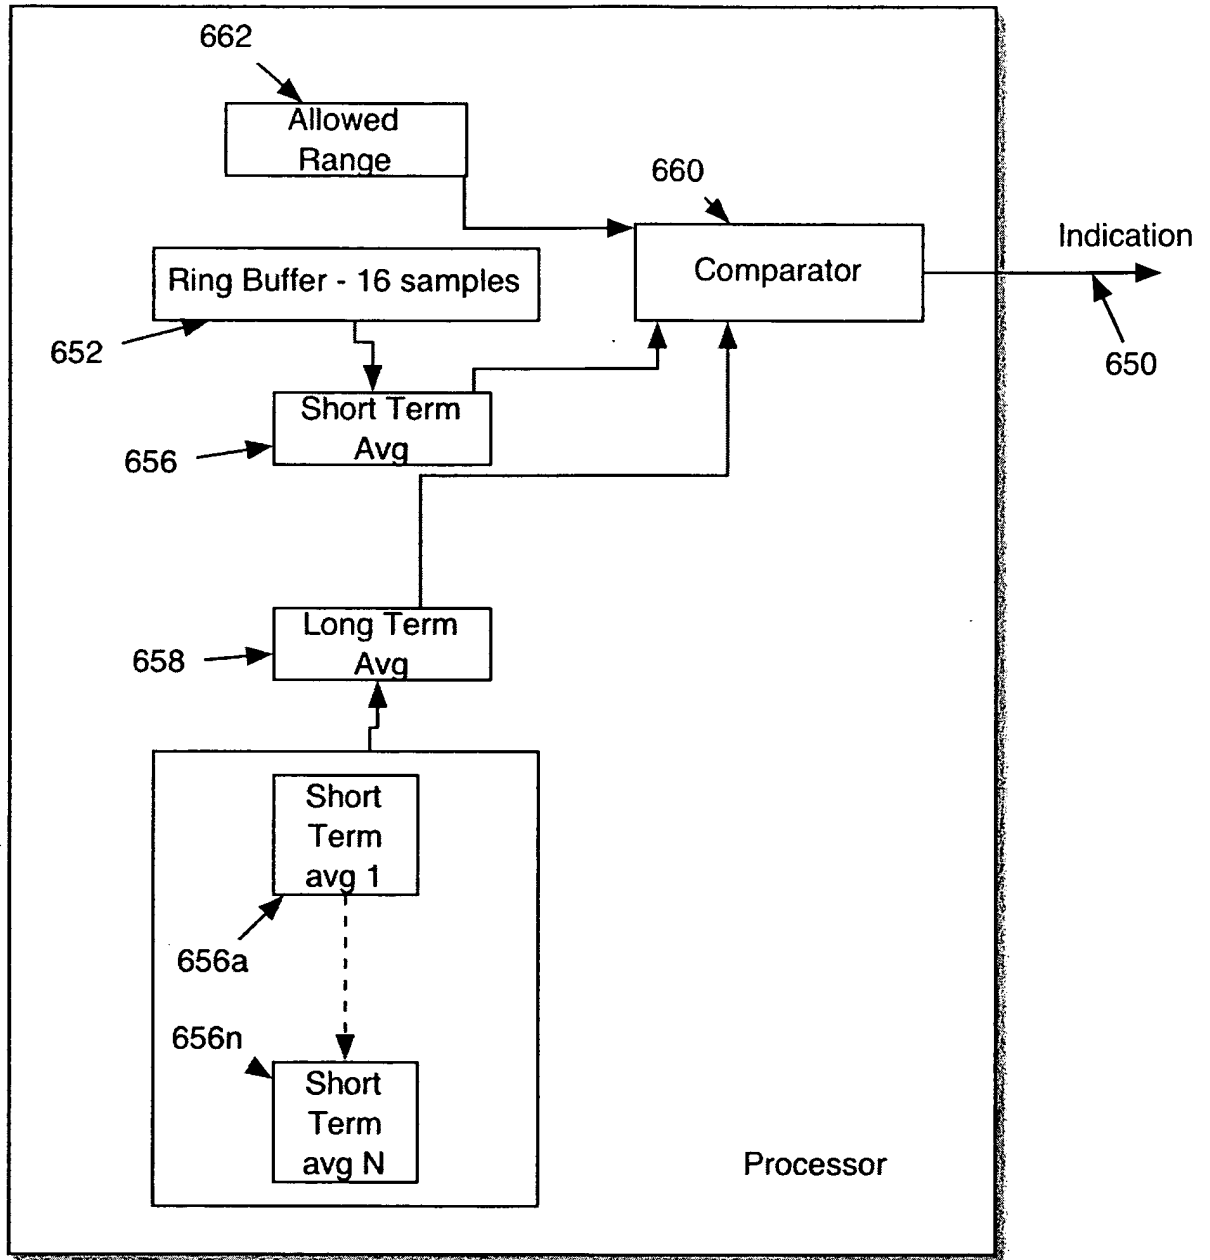 662
Allowed
Range
660
Indication
Comparator
Ring Buffer - 16 samples
652
650
Short Term
Avg
656
Long Term
Avg
658
Short
Term
avg 1
656a
656n
Short
Term
avg N
Processor